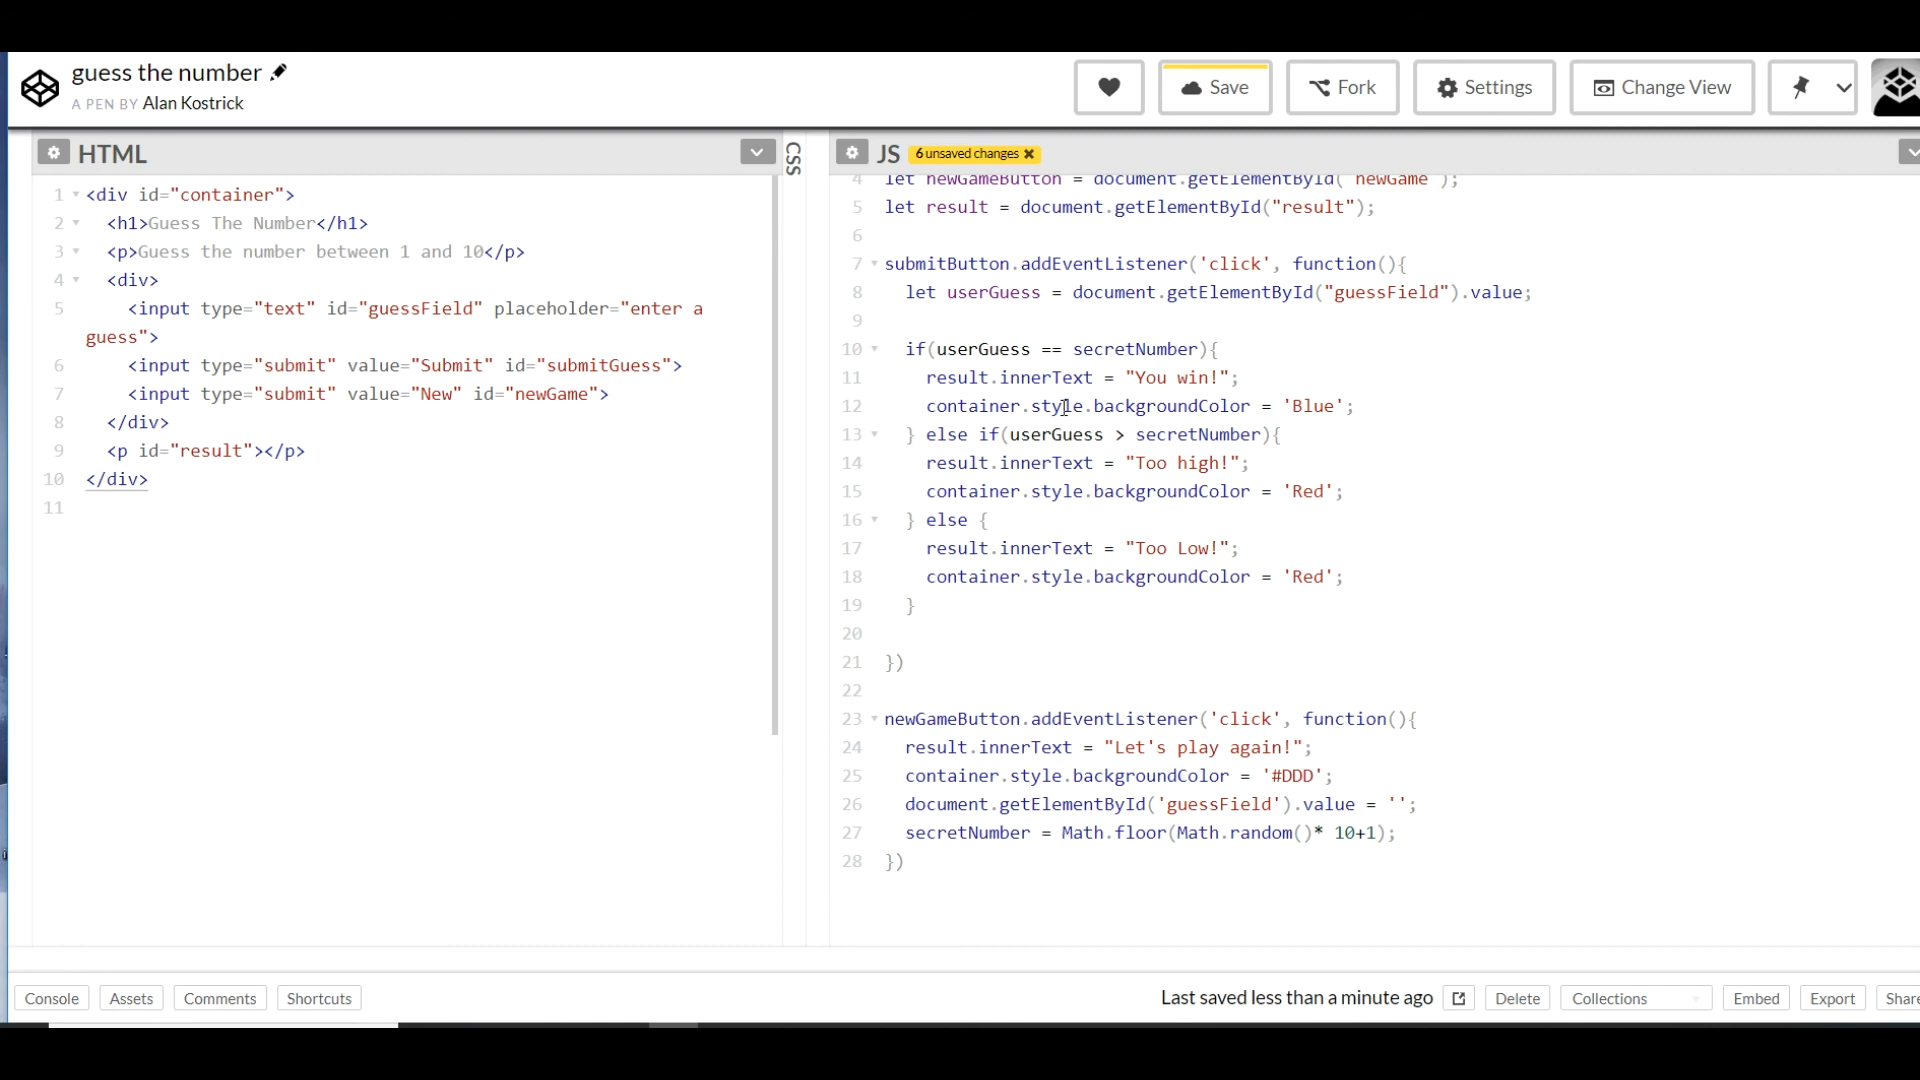 guess the number
A PEN BY Alan Kostrick
Save
Fork
Settings
Change View
HTML
CSS
1 <div id="container">
2 <h1>Guess The Number</h1>
3 <p>Guess the number between 1 and 10</p>
4 <div>
5 <input type="text" id="guessField" placeholder="enter a
guess">
6 <input type="submit" value="Submit" id="submitGuess">
7 <input type="submit" value="New" id="newGame">
8 </div>
9 <p id="result"></p>
10 </div>
11
JS 6 unsaved changes ×
4 let newGameButton = document.getElementById("newGame");
5 let result = document.getElementById("result");
6
7 submitButton.addEventListener('click', function(){
8 let userGuess = document.getElementById("guessField").value;
9
10 if(userGuess == secretNumber){
11 result.innerText = "You win!";
12 container.style.backgroundColor = 'Blue';
13 } else if(userGuess > secretNumber){
14 result.innerText = "Too high!";
15 container.style.backgroundColor = 'Red';
16 } else {
17 result.innerText = "Too Low!";
18 container.style.backgroundColor = 'Red';
19 }
20
21 })
22
23 newGameButton.addEventListener('click', function(){
24 result.innerText = "Let's play again!";
25 container.style.backgroundColor = '#DDD';
26 document.getElementById('guessField').value = '';
27 secretNumber = Math.floor(Math.random()* 10+1);
28 })
Console
Assets
Comments
Shortcuts
Last saved less than a minute ago
Delete
Collections
Embed
Export
Share